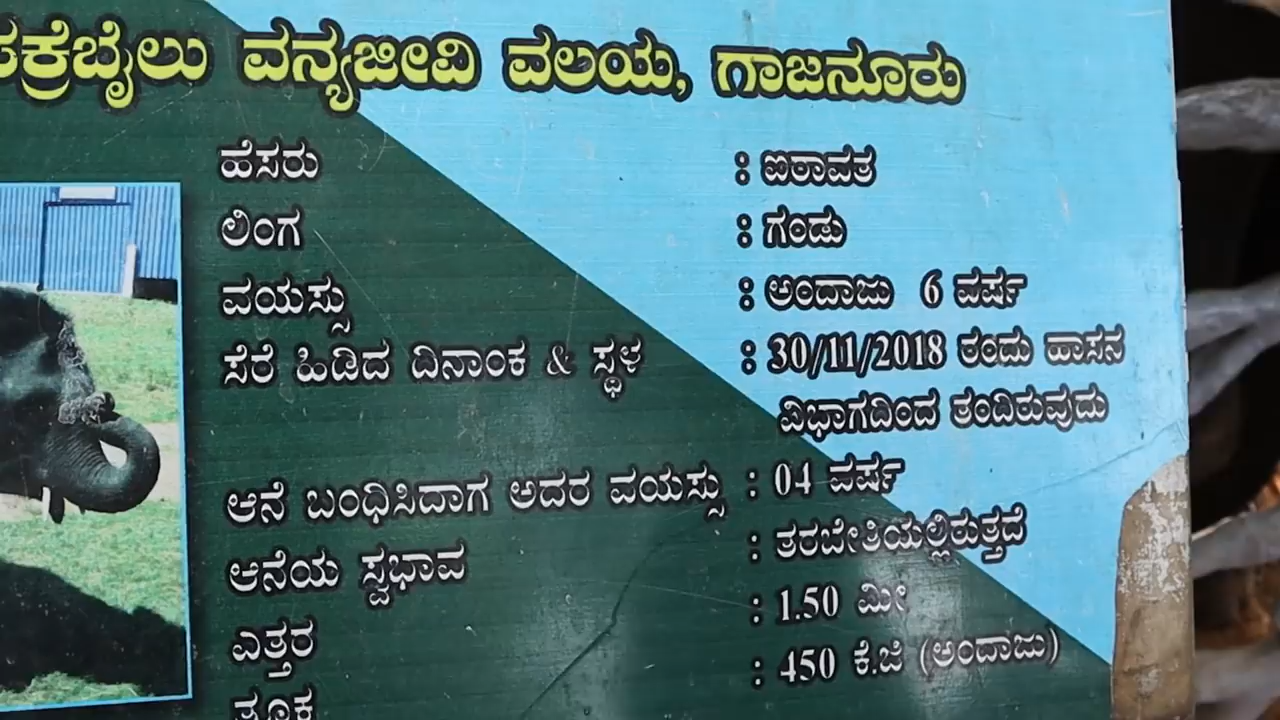 ಸಕ್ರೆಬೈಲು ವನ್ಯಜೀವಿ ವಲಯ, ಗಾಜನೂರು
ಹೆಸರು : ಐರಾವತ
ಲಿಂಗ : ಗಂಡು
ವಯಸ್ಸು : ಅಂದಾಜು 6 ವರ್ಷ
ಸೆರೆ ಹಿಡಿದ ದಿನಾಂಕ & ಸ್ಥಳ : 30/11/2018 ರಂದು ಹಾಸನ
ವಿಭಾಗದಿಂದ ತಂದಿರುವುದು
ಆನೆ ಬಂಧಿಸಿದಾಗ ಅದರ ವಯಸ್ಸು : 04 ವರ್ಷ
ಆನೆಯ ಸ್ವಭಾವ : ತರಬೇತಿಯಲ್ಲಿರುತ್ತದೆ
ಎತ್ತರ : 1.50 ಮೀ
ತೂಕ : 450 ಕೆ.ಜಿ (ಅಂದಾಜು)